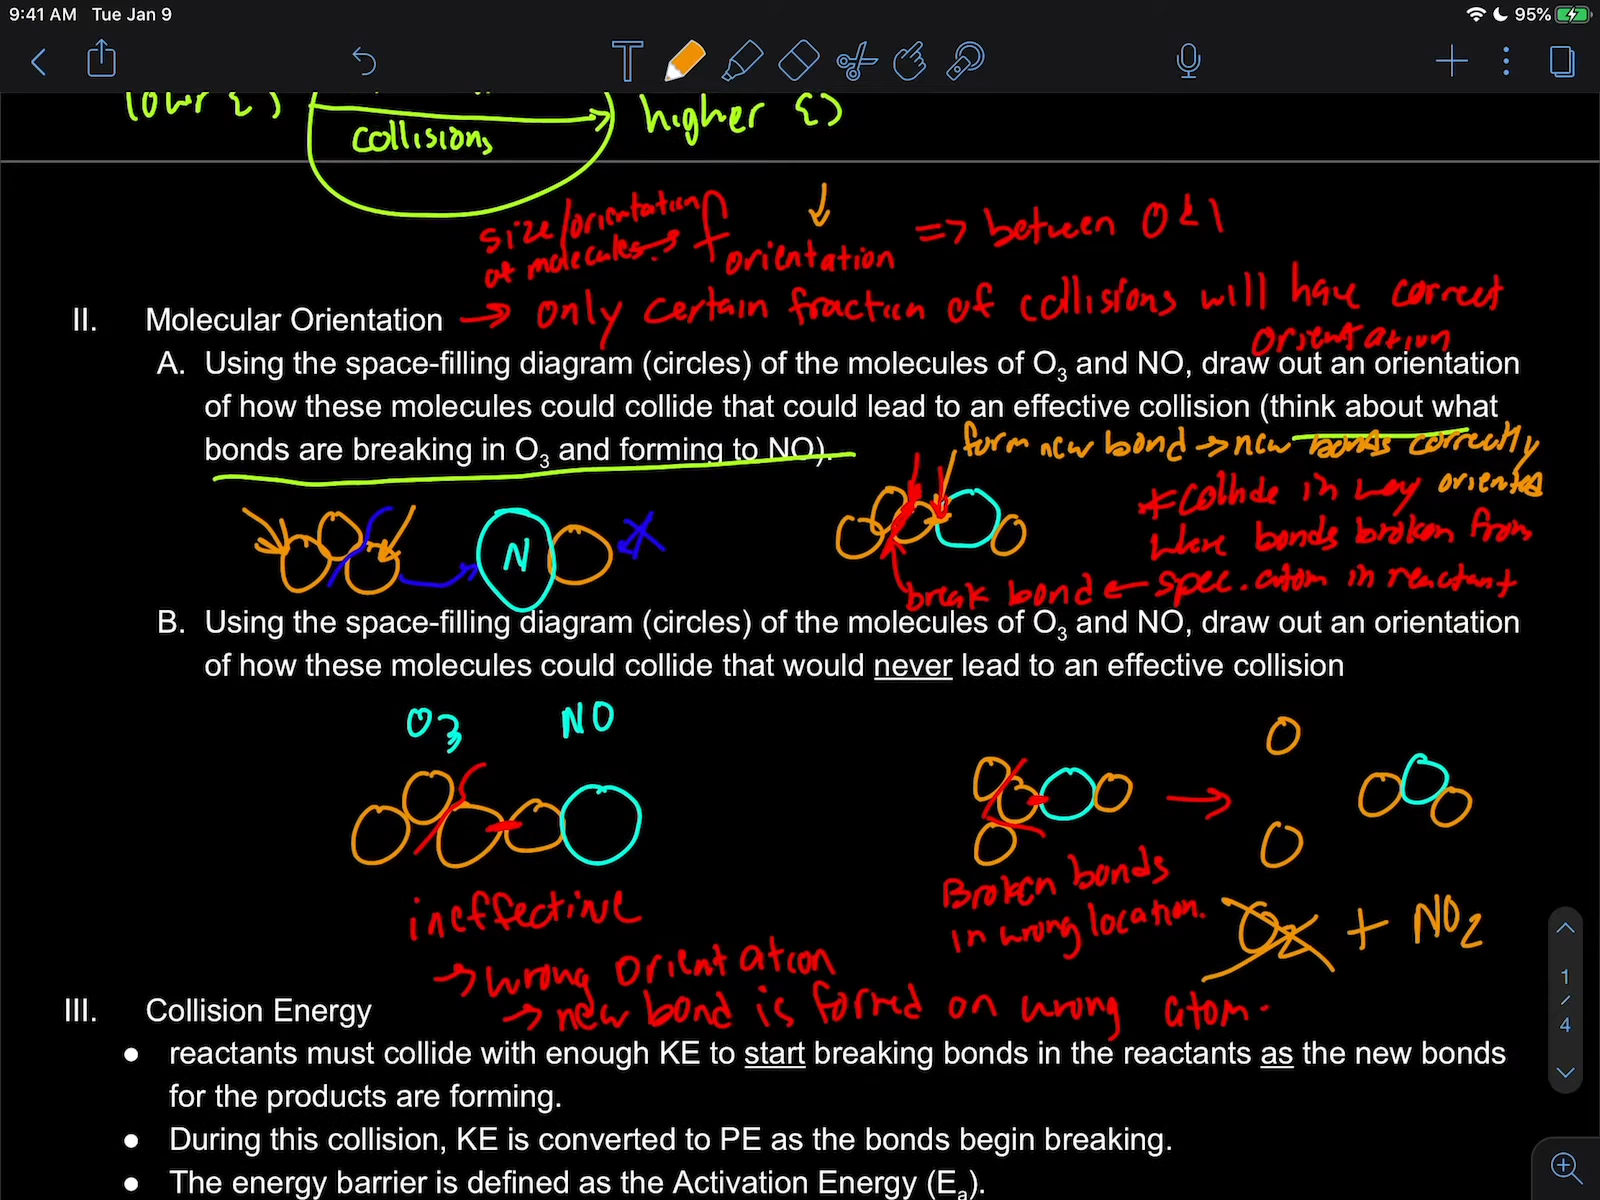 9:41 AM Tue Jan 9
95%
T
lower [ ]
higher [ ]
collisions
size/orientation
of molecules.
f orientation => between 0 & 1
→ only certain fraction of collisions will have correct
orientation
II. Molecular Orientation
A. Using the space-filling diagram (circles) of the molecules of O₃ and NO, draw out an orientation
of how these molecules could collide that could lead to an effective collision (think about what
bonds are breaking in O₃ and forming to NO).
form new bond → new bonds correctly
oriented
*collide in way
where bonds broken from
spec. atom in reactant
break bond ←
N
B. Using the space-filling diagram (circles) of the molecules of O₃ and NO, draw out an orientation
of how these molecules could collide that would never lead to an effective collision
O₃ NO
ineffective
→ wrong orientation
→ new bond is formed on wrong atom.
Broken bonds
in wrong location.
O₂ + NO₂
III. Collision Energy
● reactants must collide with enough KE to start breaking bonds in the reactants as the new bonds
for the products are forming.
● During this collision, KE is converted to PE as the bonds begin breaking.
● The energy barrier is defined as the Activation Energy (Eₐ).
1
/
4